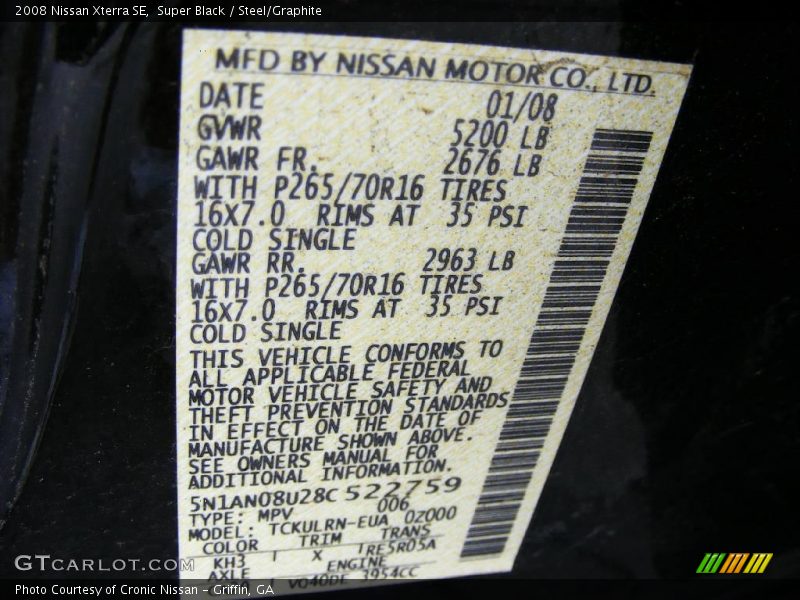 2008 Nissan Xterra SE,  Super Black / Steel/Graphite
MFD BY NISSAN MOTOR CO., LTD.
DATE 01/08
GVWR 5200 LB
GAWR FR. 2676 LB
WITH P265/70R16 TIRES
16X7.0 RIMS AT 35 PSI
COLD SINGLE
GAWR RR. 2963 LB
WITH P265/70R16 TIRES
16X7.0 RIMS AT 35 PSI
COLD SINGLE
THIS VEHICLE CONFORMS TO
ALL APPLICABLE FEDERAL
MOTOR VEHICLE SAFETY AND
THEFT PREVENTION STANDARDS
IN EFFECT ON THE DATE OF
MANUFACTURE SHOWN ABOVE.
SEE OWNERS MANUAL FOR
ADDITIONAL INFORMATION.
5N1AN08U28C522759
TYPE: MPV 006
MODEL: TCKULRN-EUA 0Z000
COLOR TRIM TRANS
KH3 X TRE5R05A
AXLE ENGINE
VQ40DE 3954CC
GTCARLOT.COM
Photo Courtesy of Cronic Nissan - Griffin, GA